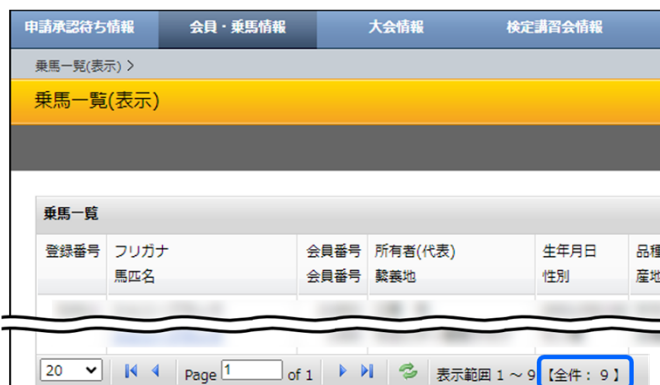 申請承認待ち情報 会員・乗馬情報 大会情報 検定講習会情報
乗馬一覧(表示) >
乗馬一覧(表示)
乗馬一覧
登録番号 フリガナ 会員番号 所有者(代表) 生年月日 品種
馬匹名 会員番号 繋養地 性別 産地
20 Page 1 of 1 表示範囲 1 ~ 9 【全件： 9 】